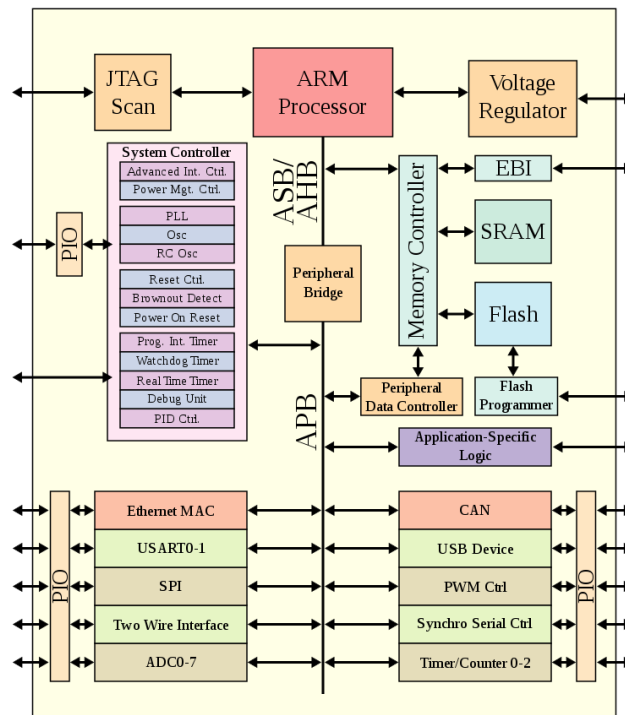 JTAG
Scan
ARM
Processor
Voltage
Regulator
System Controller
Advanced Int. Ctrl.
Power Mgt. Ctrl.
PLL
Osc
RC Osc
Reset Ctrl.
Brownout Detect
Power On Reset
Prog. Int. Timer
Watchdog Timer
Real Time Timer
Debug Unit
PID Ctrl.
PIO
ASB/
AHB
Peripheral
Bridge
APB
Memory Controller
EBI
SRAM
Flash
Peripheral
Data Controller
Flash
Programmer
Application-Specific
Logic
PIO
Ethernet MAC
USART0-1
SPI
Two Wire Interface
ADC0-7
CAN
USB Device
PWM Ctrl
Synchro Serial Ctrl
Timer/Counter 0-2
PIO